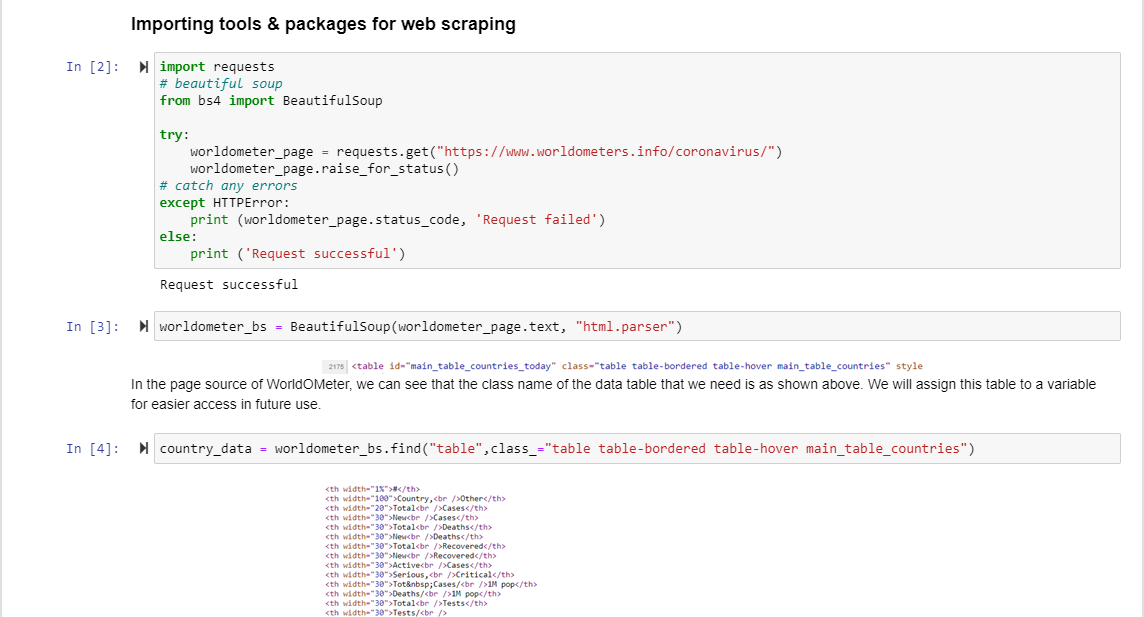 Importing tools & packages for web scraping
In [2]:
import requests
# beautiful soup
from bs4 import BeautifulSoup
try:
    worldometer_page = requests.get("https://www.worldometers.info/coronavirus/")
    worldometer_page.raise_for_status()
# catch any errors
except HTTPError:
    print (worldometer_page.status_code, 'Request failed')
else:
    print ('Request successful')
Request successful
In [3]:
worldometer_bs = BeautifulSoup(worldometer_page.text, "html.parser")
2175 <table id="main_table_countries_today" class="table table-bordered table-hover main_table_countries" style
In the page source of WorldOMeter, we can see that the class name of the data table that we need is as shown above. We will assign this table to a variable
for easier access in future use.
In [4]:
country_data = worldometer_bs.find("table",class_="table table-bordered table-hover main_table_countries")
<th width="1%">#</th>
<th width="100">Country,<br />Other</th>
<th width="20">Total<br />Cases</th>
<th width="30">New<br />Cases</th>
<th width="30">Total<br />Deaths</th>
<th width="30">New<br />Deaths</th>
<th width="30">Total<br />Recovered</th>
<th width="30">New<br />Recovered</th>
<th width="30">Active<br />Cases</th>
<th width="30">Serious,<br />Critical</th>
<th width="30">Tot&nbsp;Cases/<br />1M pop</th>
<th width="30">Deaths/<br />1M pop</th>
<th width="30">Total<br />Tests</th>
<th width="30">Tests/<br />